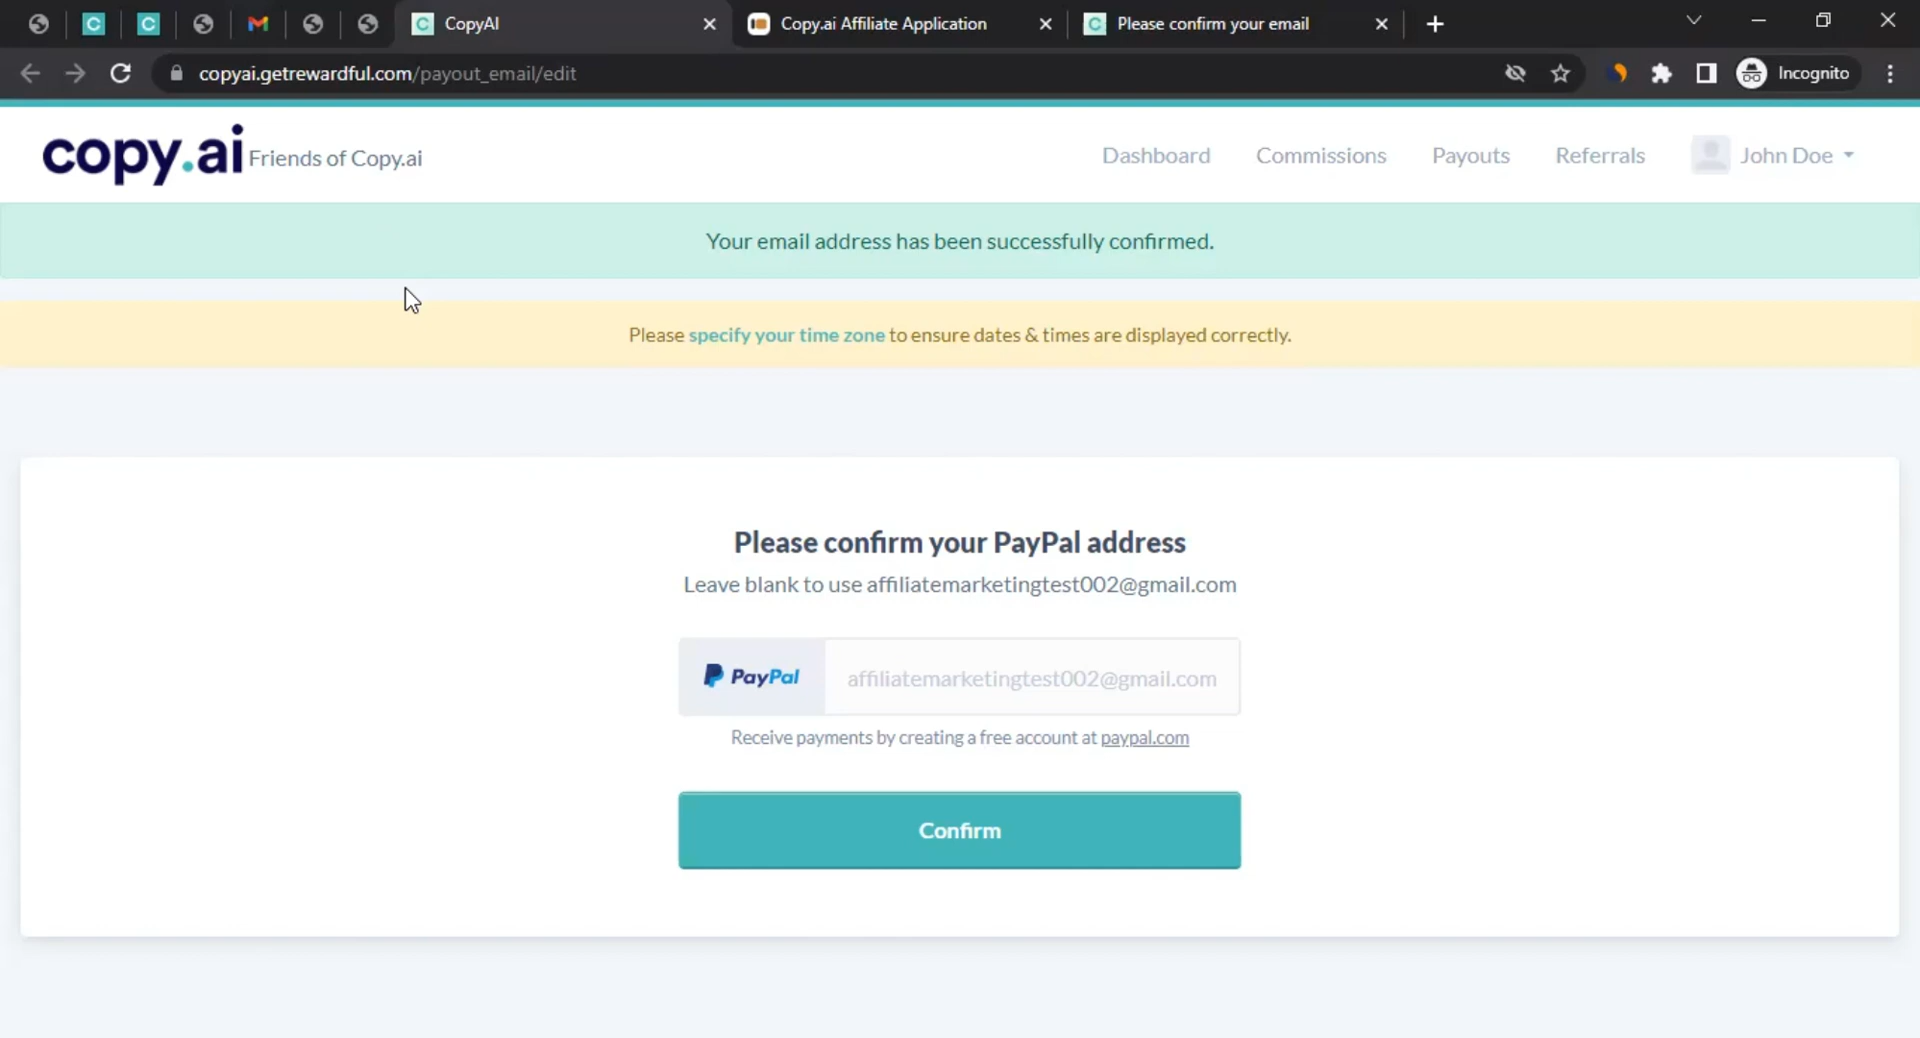 CopyAI
Copy.ai Affiliate Application
Please confirm your email
copyai.getrewardful.com/payout_email/edit
Incognito
copy.ai Friends of Copy.ai
Dashboard
Commissions
Payouts
Referrals
John Doe
Your email address has been successfully confirmed.
Please specify your time zone to ensure dates & times are displayed correctly.
Please confirm your PayPal address
Leave blank to use affiliatemarketingtest002@gmail.com
PayPal
affiliatemarketingtest002@gmail.com
Receive payments by creating a free account at paypal.com
Confirm